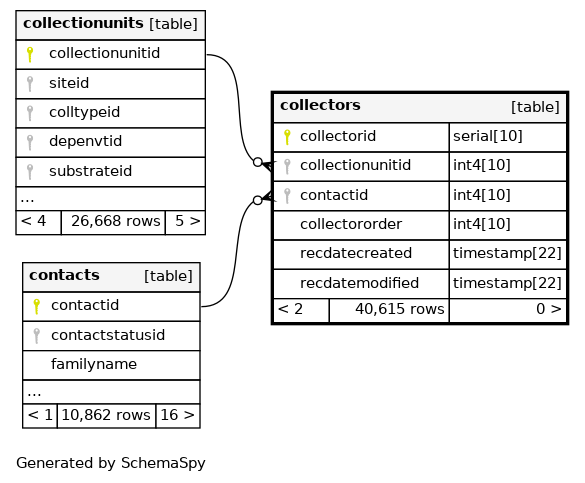 collectionunits [table]
collectionunitid
siteid
colltypeid
depenvtid
substrateid
...
< 4 26,668 rows 5 >
collectors [table]
collectorid serial[10]
collectionunitid int4[10]
contactid int4[10]
collectororder int4[10]
recdatecreated timestamp[22]
recdatemodified timestamp[22]
< 2 40,615 rows 0 >
contacts [table]
contactid
contactstatusid
familyname
...
< 1 10,862 rows 16 >
Generated by SchemaSpy